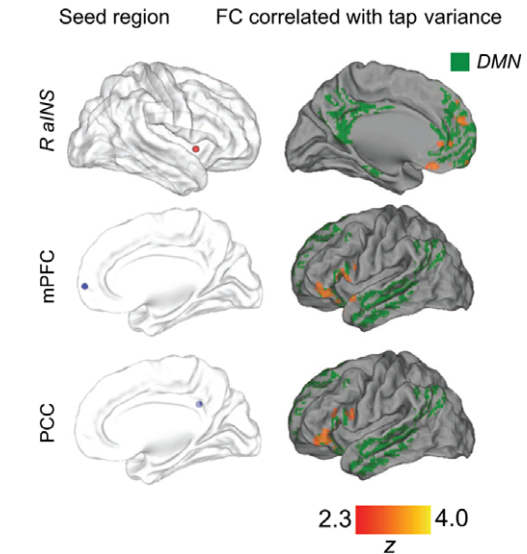 Seed region
FC correlated with tap variance
DMN
R aINS
mPFC
PCC
2.3 4.0
z